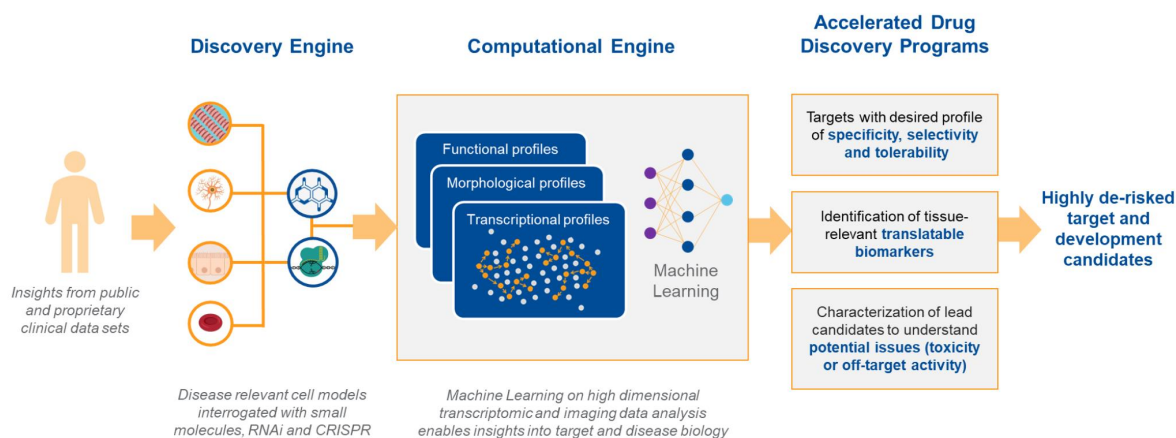 Discovery Engine
Computational Engine
Accelerated Drug
Discovery Programs
Insights from public
and proprietary
clinical data sets
Disease relevant cell models
interrogated with small
molecules, RNAi and CRISPR
Functional profiles
Morphological profiles
Transcriptional profiles
Machine
Learning
Machine Learning on high dimensional
transcriptomic and imaging data analysis
enables insights into target and disease biology
Targets with desired profile
of specificity, selectivity
and tolerability
Identification of tissue-
relevant translatable
biomarkers
Characterization of lead
candidates to understand
potential issues (toxicity
or off-target activity)
Highly de-risked
target and
development
candidates